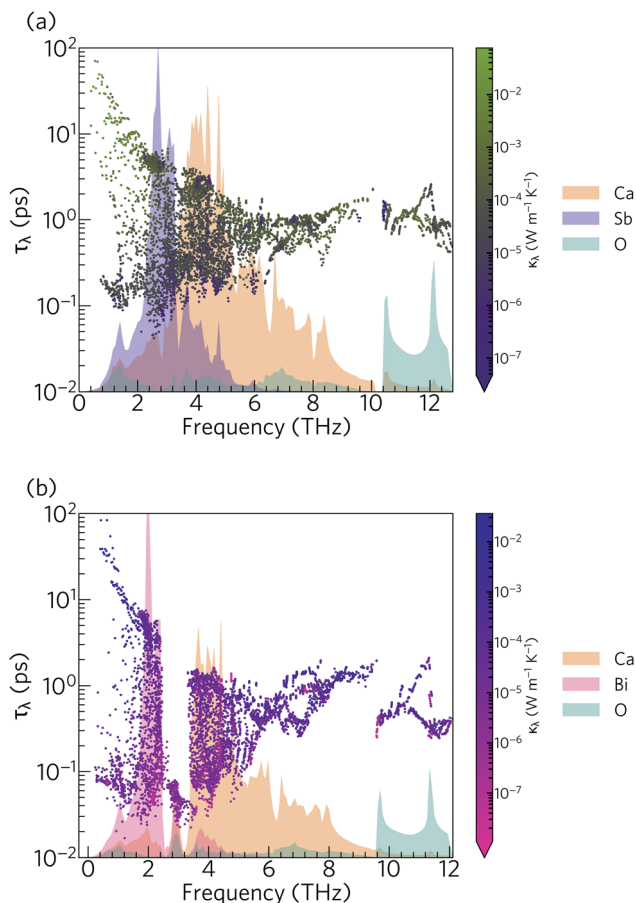 (a)
10²
10¹
10⁰
10⁻¹
10⁻²
τλ (ps)
0 2 4 6 8 10 12
Frequency (THz)
10⁻²
10⁻³
10⁻⁴
10⁻⁵
10⁻⁶
10⁻⁷
κλ (W m⁻¹ K⁻¹)
Ca
Sb
O
(b)
10²
10¹
10⁰
10⁻¹
10⁻²
τλ (ps)
0 2 4 6 8 10 12
Frequency (THz)
10⁻²
10⁻³
10⁻⁴
10⁻⁵
10⁻⁶
10⁻⁷
κλ (W m⁻¹ K⁻¹)
Ca
Bi
O